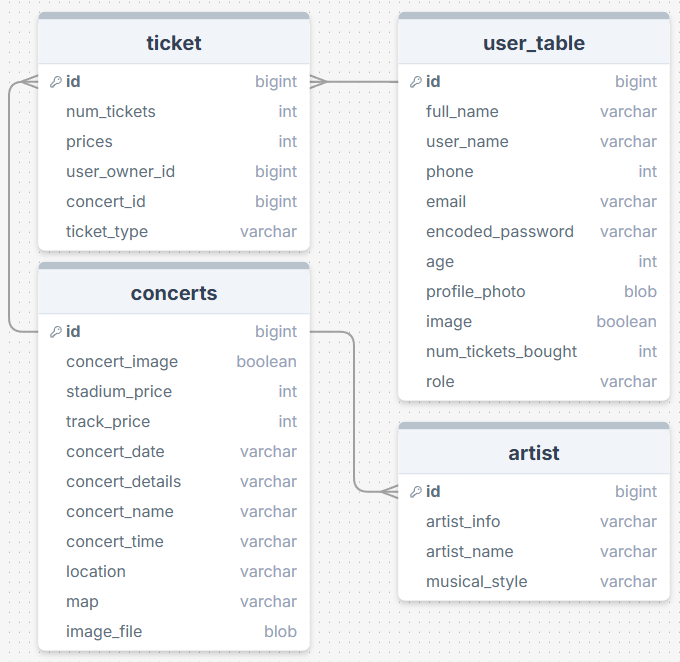 ticket
id bigint
num_tickets int
prices int
user_owner_id bigint
concert_id bigint
ticket_type varchar
user_table
id bigint
full_name varchar
user_name varchar
phone int
email varchar
encoded_password varchar
age int
profile_photo blob
image boolean
num_tickets_bought int
role varchar
concerts
id bigint
concert_image boolean
stadium_price int
track_price int
concert_date varchar
concert_details varchar
concert_name varchar
concert_time varchar
location varchar
map varchar
image_file blob
artist
id bigint
artist_info varchar
artist_name varchar
musical_style varchar